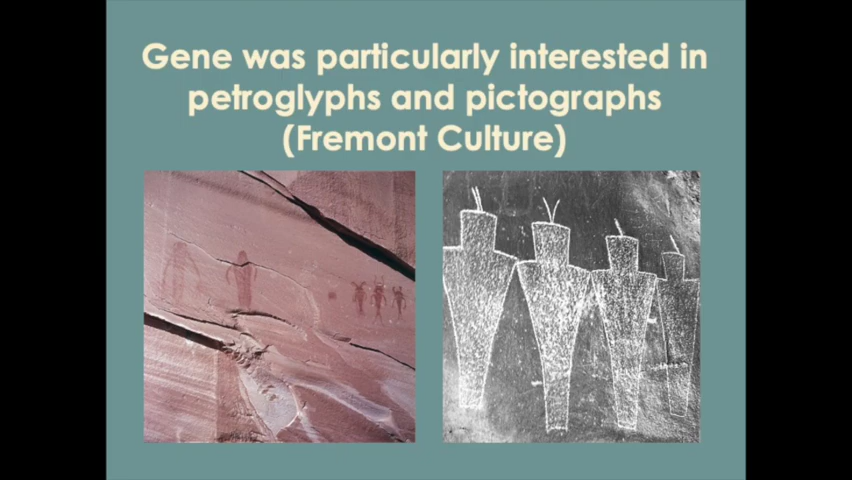 Gene was particularly interested in
petroglyphs and pictographs
(Fremont Culture)